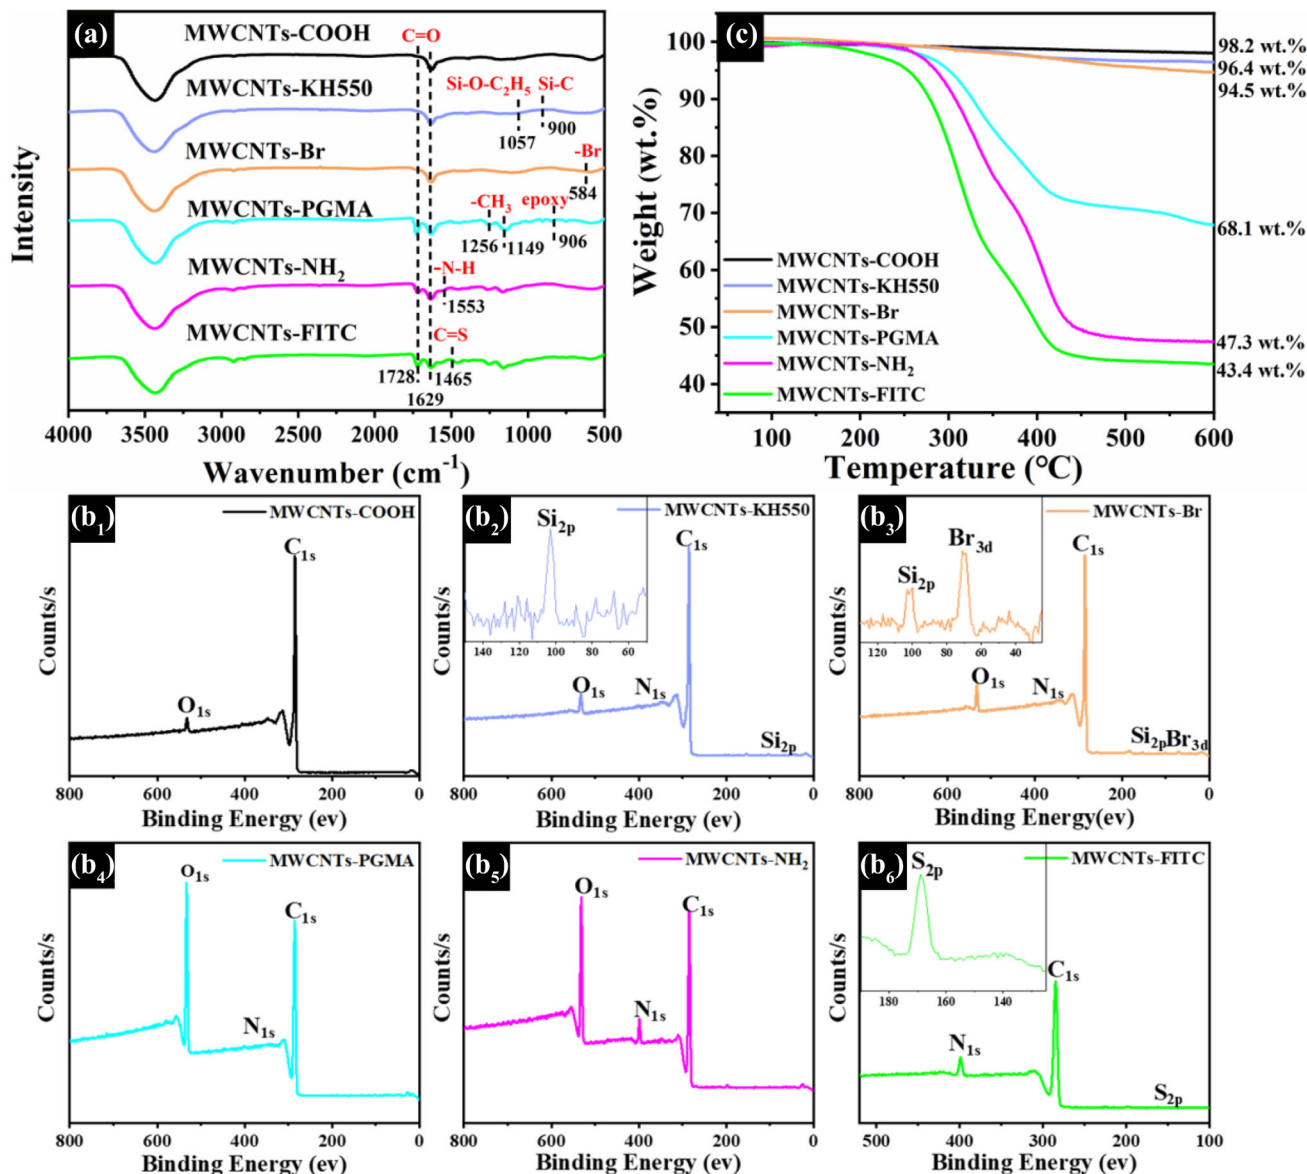 (a)
MWCNTs-COOH
C=O
MWCNTs-KH550
Si-O-C₂H₅ Si-C
1057 900
MWCNTs-Br
-Br
584
MWCNTs-PGMA
-CH₃ epoxy
1256 1149 906
MWCNTs-NH₂
-N-H
1553
MWCNTs-FITC
C=S
1728 1465
1629
Intensity
4000 3500 3000 2500 2000 1500 1000 500
Wavenumber (cm⁻¹)
(c)
100
90
80
70
60
50
40
Weight (wt.%)
98.2 wt.%
96.4 wt.%
94.5 wt.%
68.1 wt.%
47.3 wt.%
43.4 wt.%
MWCNTs-COOH
MWCNTs-KH550
MWCNTs-Br
MWCNTs-PGMA
MWCNTs-NH₂
MWCNTs-FITC
100 200 300 400 500 600
Temperature (°C)
(b₁)
MWCNTs-COOH
C₁s
O₁s
Counts/s
800 600 400 200 0
Binding Energy (ev)
(b₂)
MWCNTs-KH550
Si₂p
140 120 100 80 60
C₁s
O₁s N₁s
Si₂p
Counts/s
800 600 400 200 0
Binding Energy (ev)
(b₃)
MWCNTs-Br
Br₃d
Si₂p
120 100 80 60 40
C₁s
O₁s N₁s
Si₂pBr₃d
Counts/s
800 600 400 200 0
Binding Energy(ev)
(b₄)
MWCNTs-PGMA
O₁s
C₁s
N₁s
Counts/s
800 600 400 200 0
Binding Energy (ev)
(b₅)
MWCNTs-NH₂
O₁s
C₁s
N₁s
Counts/s
800 600 400 200 0
Binding Energy (ev)
(b₆)
MWCNTs-FITC
S₂p
180 160 140
C₁s
N₁s
S₂p
Counts/s
500 400 300 200 100
Binding Energy (ev)